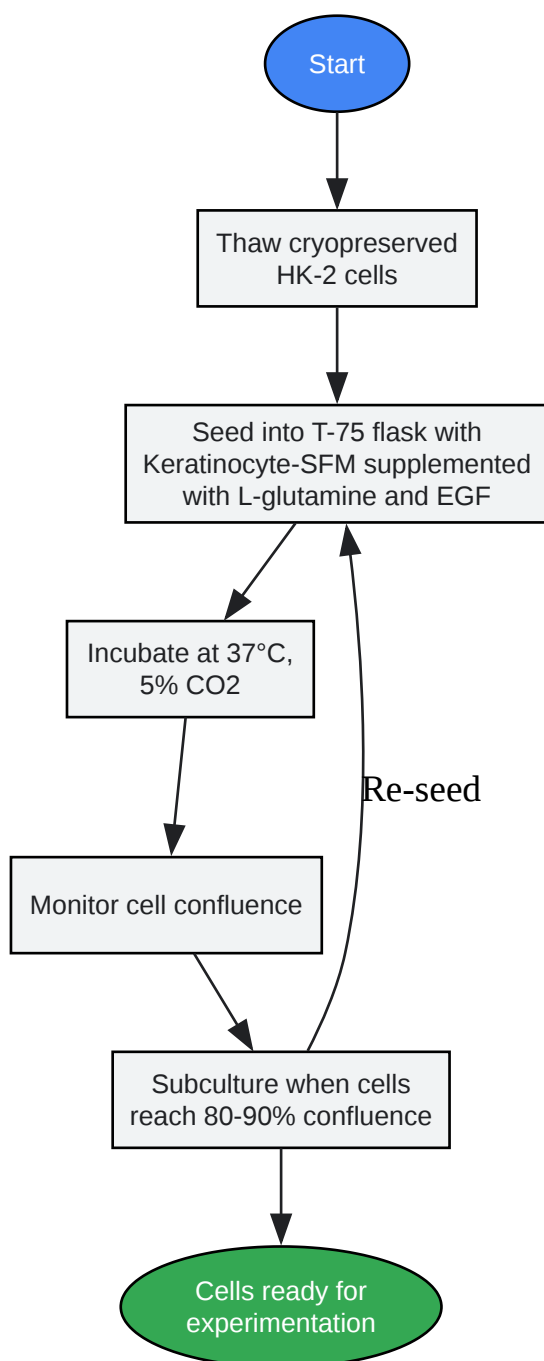 Start
Thaw cryopreserved
HK-2 cells
Seed into T-75 flask with
Keratinocyte-SFM supplemented
with L-glutamine and EGF
Incubate at 37°C,
5% CO2
Re-seed
Monitor cell confluence
Subculture when cells
reach 80-90% confluence
Cells ready for
experimentation